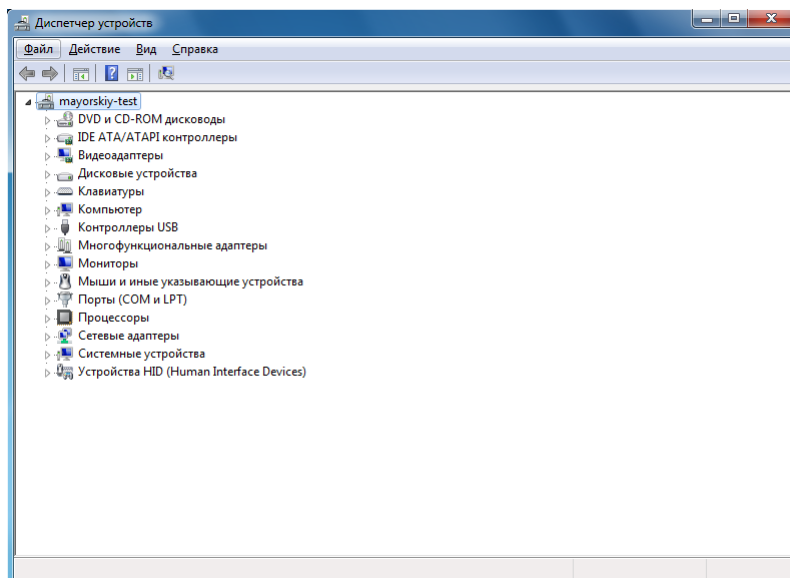 Диспетчер устройств
Файл Действие Вид Справка
mayorskiy-test
DVD и CD-ROM дисководы
IDE ATA/ATAPI контроллеры
Видеоадаптеры
Дисковые устройства
Клавиатуры
Компьютер
Контроллеры USB
Многофункциональные адаптеры
Мониторы
Мыши и иные указывающие устройства
Порты (COM и LPT)
Процессоры
Сетевые адаптеры
Системные устройства
Устройства HID (Human Interface Devices)